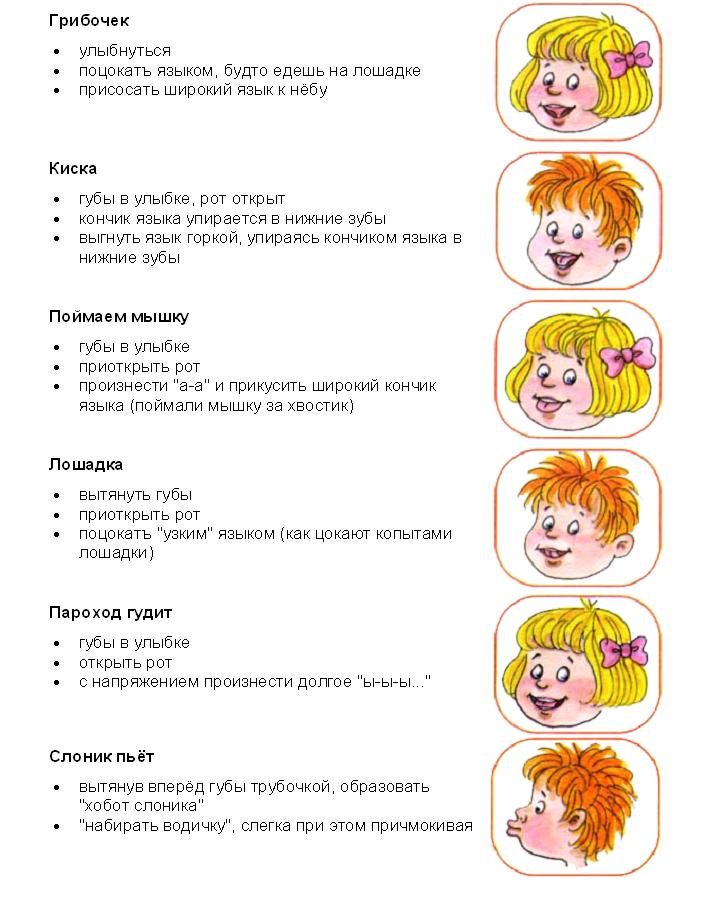 Грибочек
• улыбнуться
• поцокать языком, будто едешь на лошадке
• присосать широкий язык к нёбу
Киска
• губы в улыбке, рот открыт
• кончик языка упирается в нижние зубы
• выгнуть язык горкой, упираясь кончиком языка в
нижние зубы
Поймаем мышку
• губы в улыбке
• приоткрыть рот
• произнести "а-а" и прикусить широкий кончик
языка (поймали мышку за хвостик)
Лошадка
• вытянуть губы
• приоткрыть рот
• поцокать "узким" языком (как цокают копытами
лошадки)
Пароход гудит
• губы в улыбке
• открыть рот
• с напряжением произнести долгое "ы-ы-ы..."
Слоник пьёт
• вытянув вперёд губы трубочкой, образовать
"хобот слоника"
• "набирать водичку", слегка при этом причмокивая